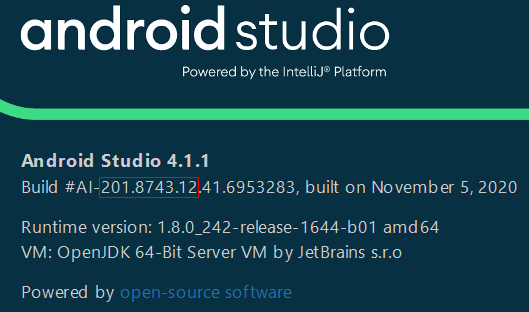 androidstudio
Powered by the IntelliJ® Platform
Android Studio 4.1.1
Build #AI-201.8743.12.41.6953283, built on November 5, 2020
Runtime version: 1.8.0_242-release-1644-b01 amd64
VM: OpenJDK 64-Bit Server VM by JetBrains s.r.o
Powered by open-source software